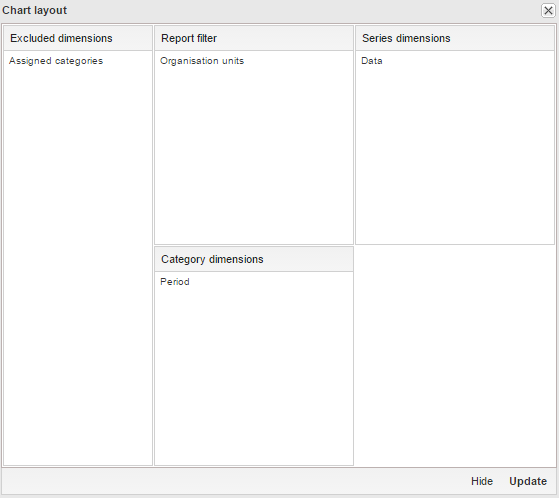 Chart layout
Excluded dimensions
Assigned categories
Report filter
Organisation units
Series dimensions
Data
Category dimensions
Period
Hide
Update